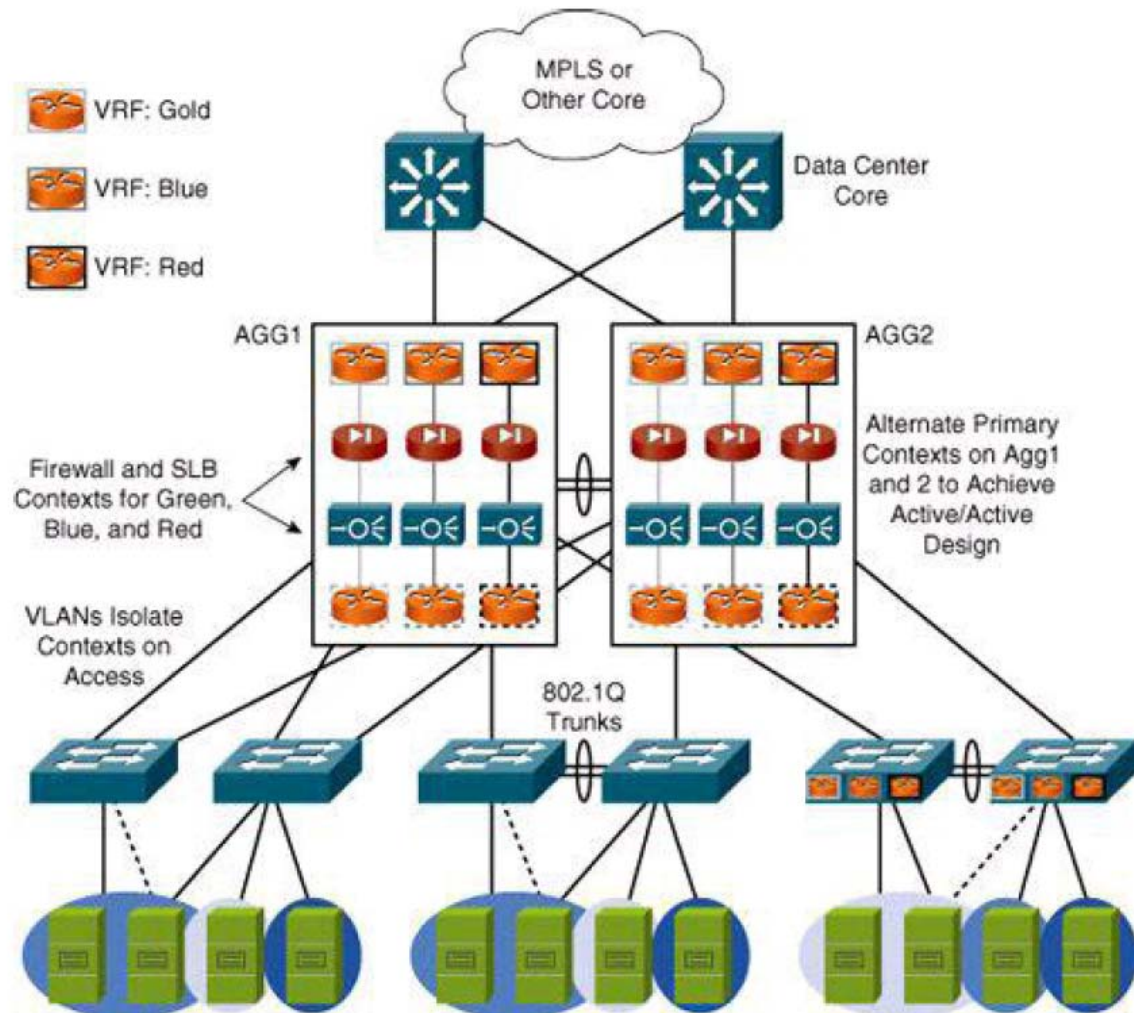 MPLS or
Other Core
VRF: Gold
VRF: Blue
VRF: Red
Data Center
Core
AGG1
AGG2
Firewall and SLB
Contexts for Green,
Blue, and Red
Alternate Primary
Contexts on Agg1
and 2 to Achieve
Active/Active
Design
VLANs Isolate
Contexts on
Access
802.1Q
Trunks